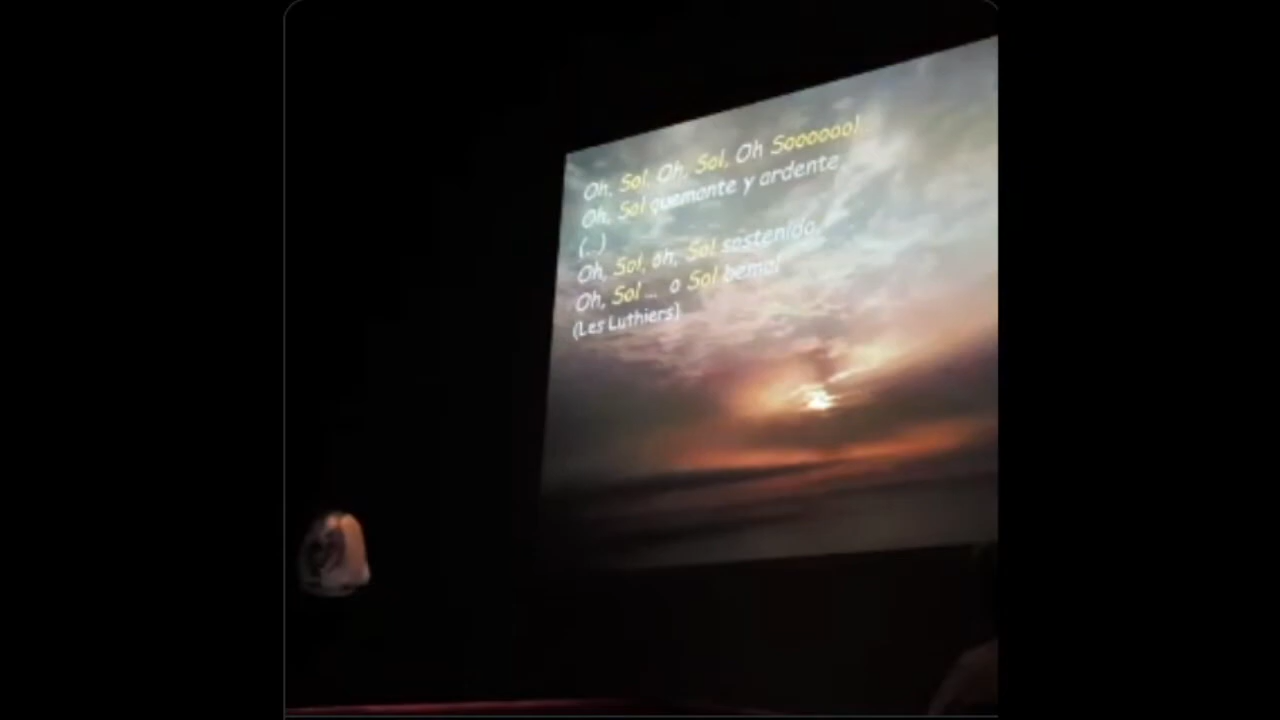 Oh, Sol, Oh, Sol, Oh Sooooool...
Oh, Sol quemante y ardente,
(...)
Oh, Sol, oh, Sol sostenido,
Oh, Sol ... o Sol bemol
(Les Luthiers)